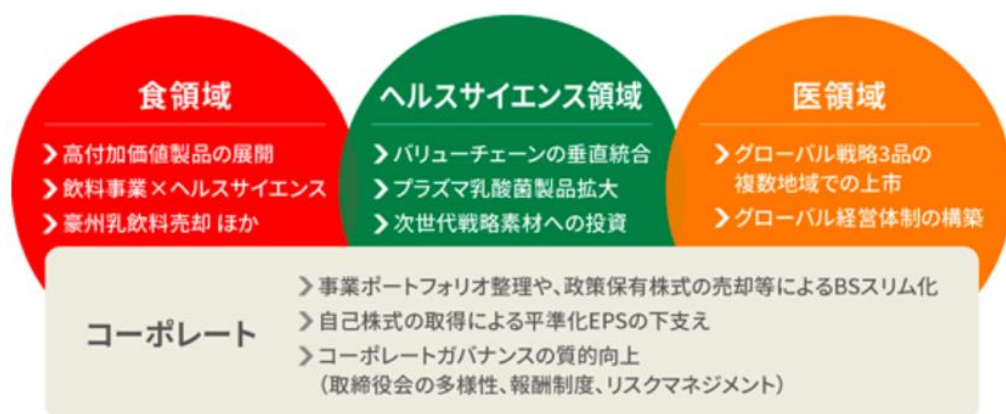 食領域
❯高付加価値製品の展開
❯飲料事業×ヘルスサイエンス
❯豪州乳飲料売却 ほか
ヘルスサイエンス領域
❯バリューチェーンの垂直統合
❯プラズマ乳酸菌製品拡大
❯次世代戦略素材への投資
医領域
❯グローバル戦略3品の
複数地域での上市
❯グローバル経営体制の構築
コーポレート
❯事業ポートフォリオ整理や、政策保有株式の売却等によるBSスリム化
❯自己株式の取得による平準化EPSの下支え
❯コーポレートガバナンスの質的向上
（取締役会の多様性、報酬制度、リスクマネジメント）